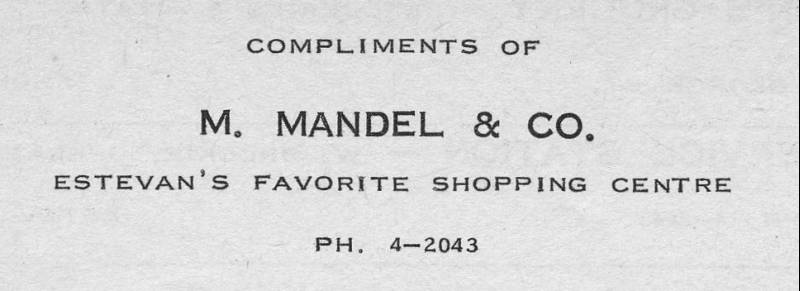 COMPLIMENTS OF
M. MANDEL & CO.
ESTEVAN'S FAVORITE SHOPPING CENTRE
PH. 4-2043